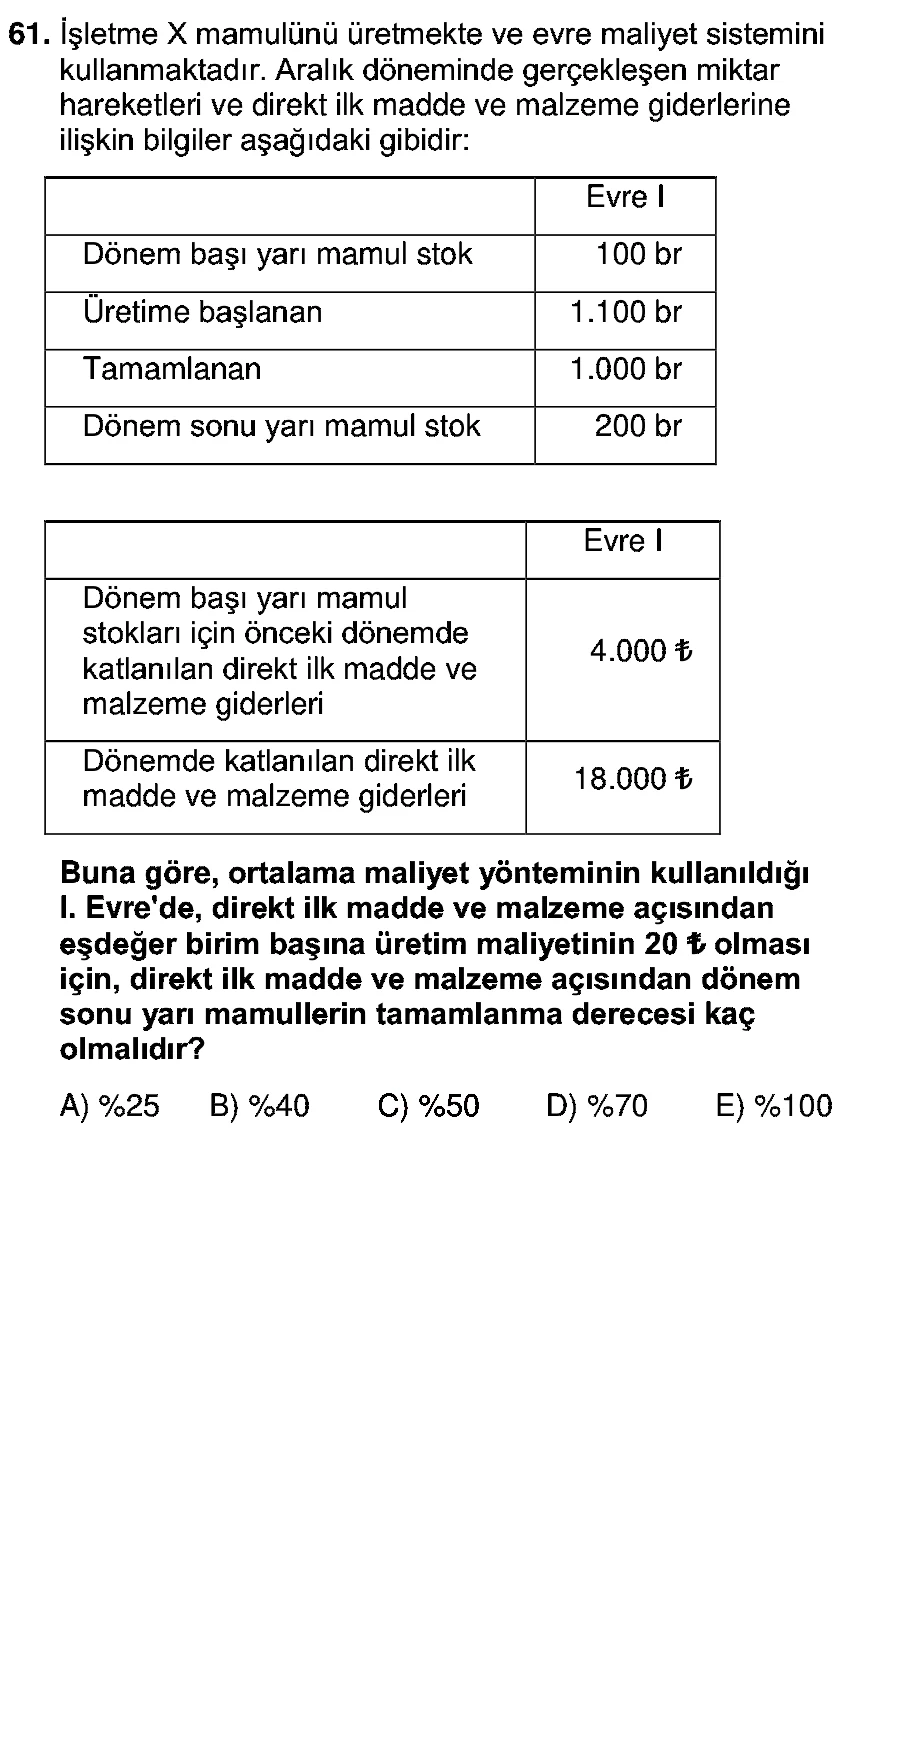 61. İşletme X mamulünü üretmekte ve evre maliyet sistemini
kullanmaktadır. Aralık döneminde gerçekleşen miktar
hareketleri ve direkt ilk madde ve malzeme giderlerine
ilişkin bilgiler aşağıdaki gibidir:
Evre I
Dönem başı yarı mamul stok 100 br
Üretime başlanan 1.100 br
Tamamlanan 1.000 br
Dönem sonu yarı mamul stok 200 br
Evre I
Dönem başı yarı mamul
stokları için önceki dönemde
katlanılan direkt ilk madde ve
malzeme giderleri
4.000 ₺
Dönemde katlanılan direkt ilk
madde ve malzeme giderleri
18.000 ₺
Buna göre, ortalama maliyet yönteminin kullanıldığı
I. Evre'de, direkt ilk madde ve malzeme açısından
eşdeğer birim başına üretim maliyetinin 20 ₺ olması
için, direkt ilk madde ve malzeme açısından dönem
sonu yarı mamullerin tamamlanma derecesi kaç
olmalıdır?
A) %25 B) %40 C) %50 D) %70 E) %100